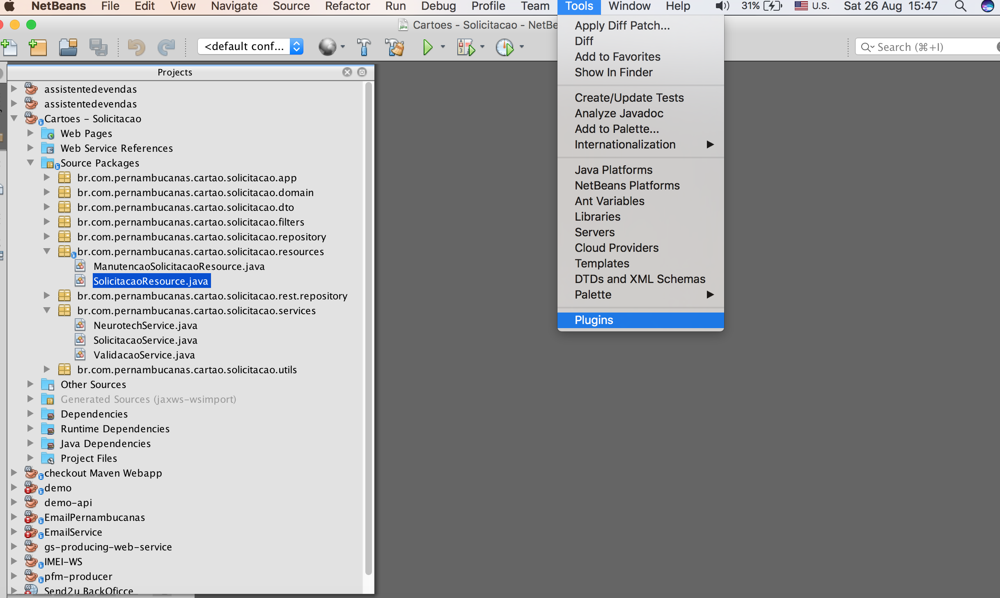 NetBeans File Edit View Navigate Source Refactor Run Debug Profile Team Tools Window Help 31% U.S. Sat 26 Aug 15:47
Cartoes - Solicitacao - NetBe
<default conf...
Search (⌘+I)
Projects
assistentedevendas
assistentedevendas
Cartoes - Solicitacao
Web Pages
Web Service References
Source Packages
br.com.pernambucanas.cartao.solicitacao.app
br.com.pernambucanas.cartao.solicitacao.domain
br.com.pernambucanas.cartao.solicitacao.dto
br.com.pernambucanas.cartao.solicitacao.filters
br.com.pernambucanas.cartao.solicitacao.repository
br.com.pernambucanas.cartao.solicitacao.resources
ManutencaoSolicitacaoResource.java
SolicitacaoResource.java
br.com.pernambucanas.cartao.solicitacao.rest.repository
br.com.pernambucanas.cartao.solicitacao.services
NeurotechService.java
SolicitacaoService.java
ValidacaoService.java
br.com.pernambucanas.cartao.solicitacao.utils
Other Sources
Generated Sources (jaxws-wsimport)
Dependencies
Runtime Dependencies
Java Dependencies
Project Files
checkout Maven Webapp
demo
demo-api
EmailPernambucanas
EmailService
gs-producing-web-service
IMEI-WS
pfm-producer
Send2u BackOficce
Apply Diff Patch...
Diff
Add to Favorites
Show In Finder
Create/Update Tests
Analyze Javadoc
Add to Palette...
Internationalization
Java Platforms
NetBeans Platforms
Ant Variables
Libraries
Servers
Cloud Providers
Templates
DTDs and XML Schemas
Palette
Plugins